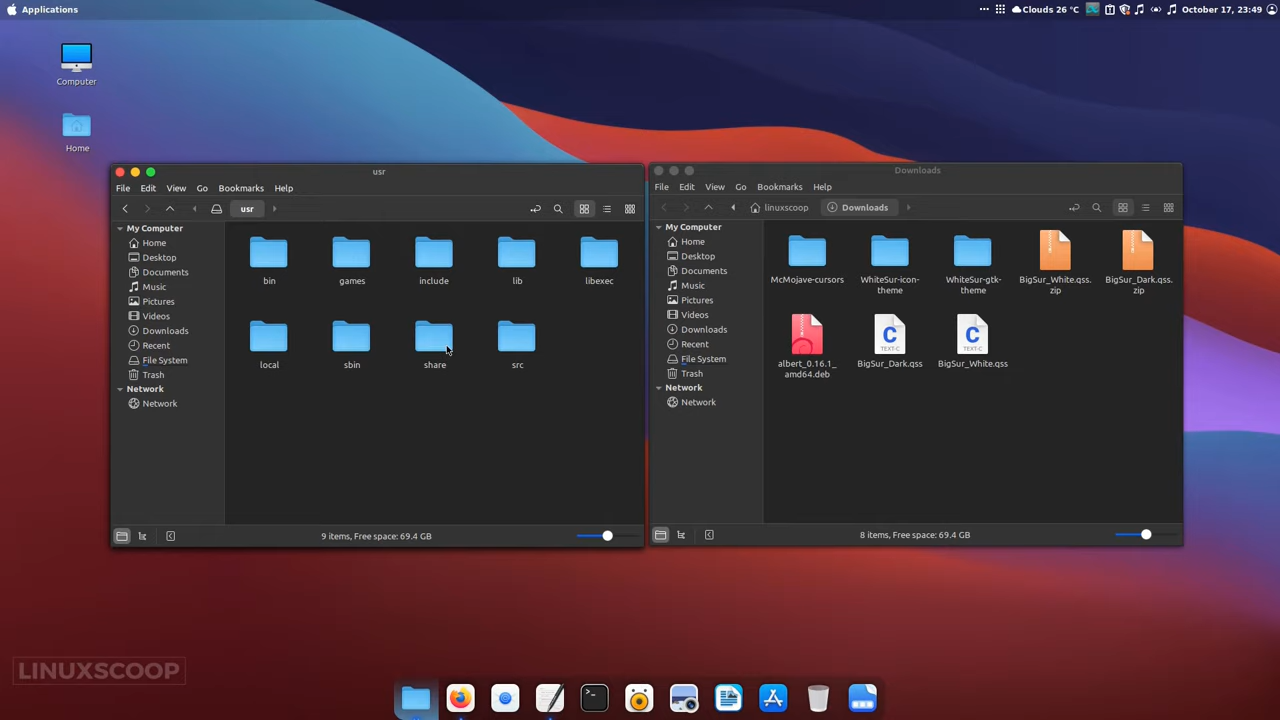 Applications
Clouds 26 °C
October 17, 23:49
Computer
Home
usr
File Edit View Go Bookmarks Help
usr
My Computer
Home
Desktop
Documents
Music
Pictures
Videos
Downloads
Recent
File System
Trash
Network
Network
bin
games
include
lib
libexec
local
sbin
share
src
9 items, Free space: 69.4 GB
Downloads
File Edit View Go Bookmarks Help
linuxscoop
Downloads
My Computer
Home
Desktop
Documents
Music
Pictures
Videos
Downloads
Recent
File System
Trash
Network
Network
McMojave-cursors
WhiteSur-icon-
theme
WhiteSur-gtk-
theme
BigSur_White.qss.
zip
BigSur_Dark.qss.
zip
albert_0.16.1_
amd64.deb
C
TEXT-C
BigSur_Dark.qss
C
TEXT-C
BigSur_White.qss
8 items, Free space: 69.4 GB
LINUXSCOOP
>_